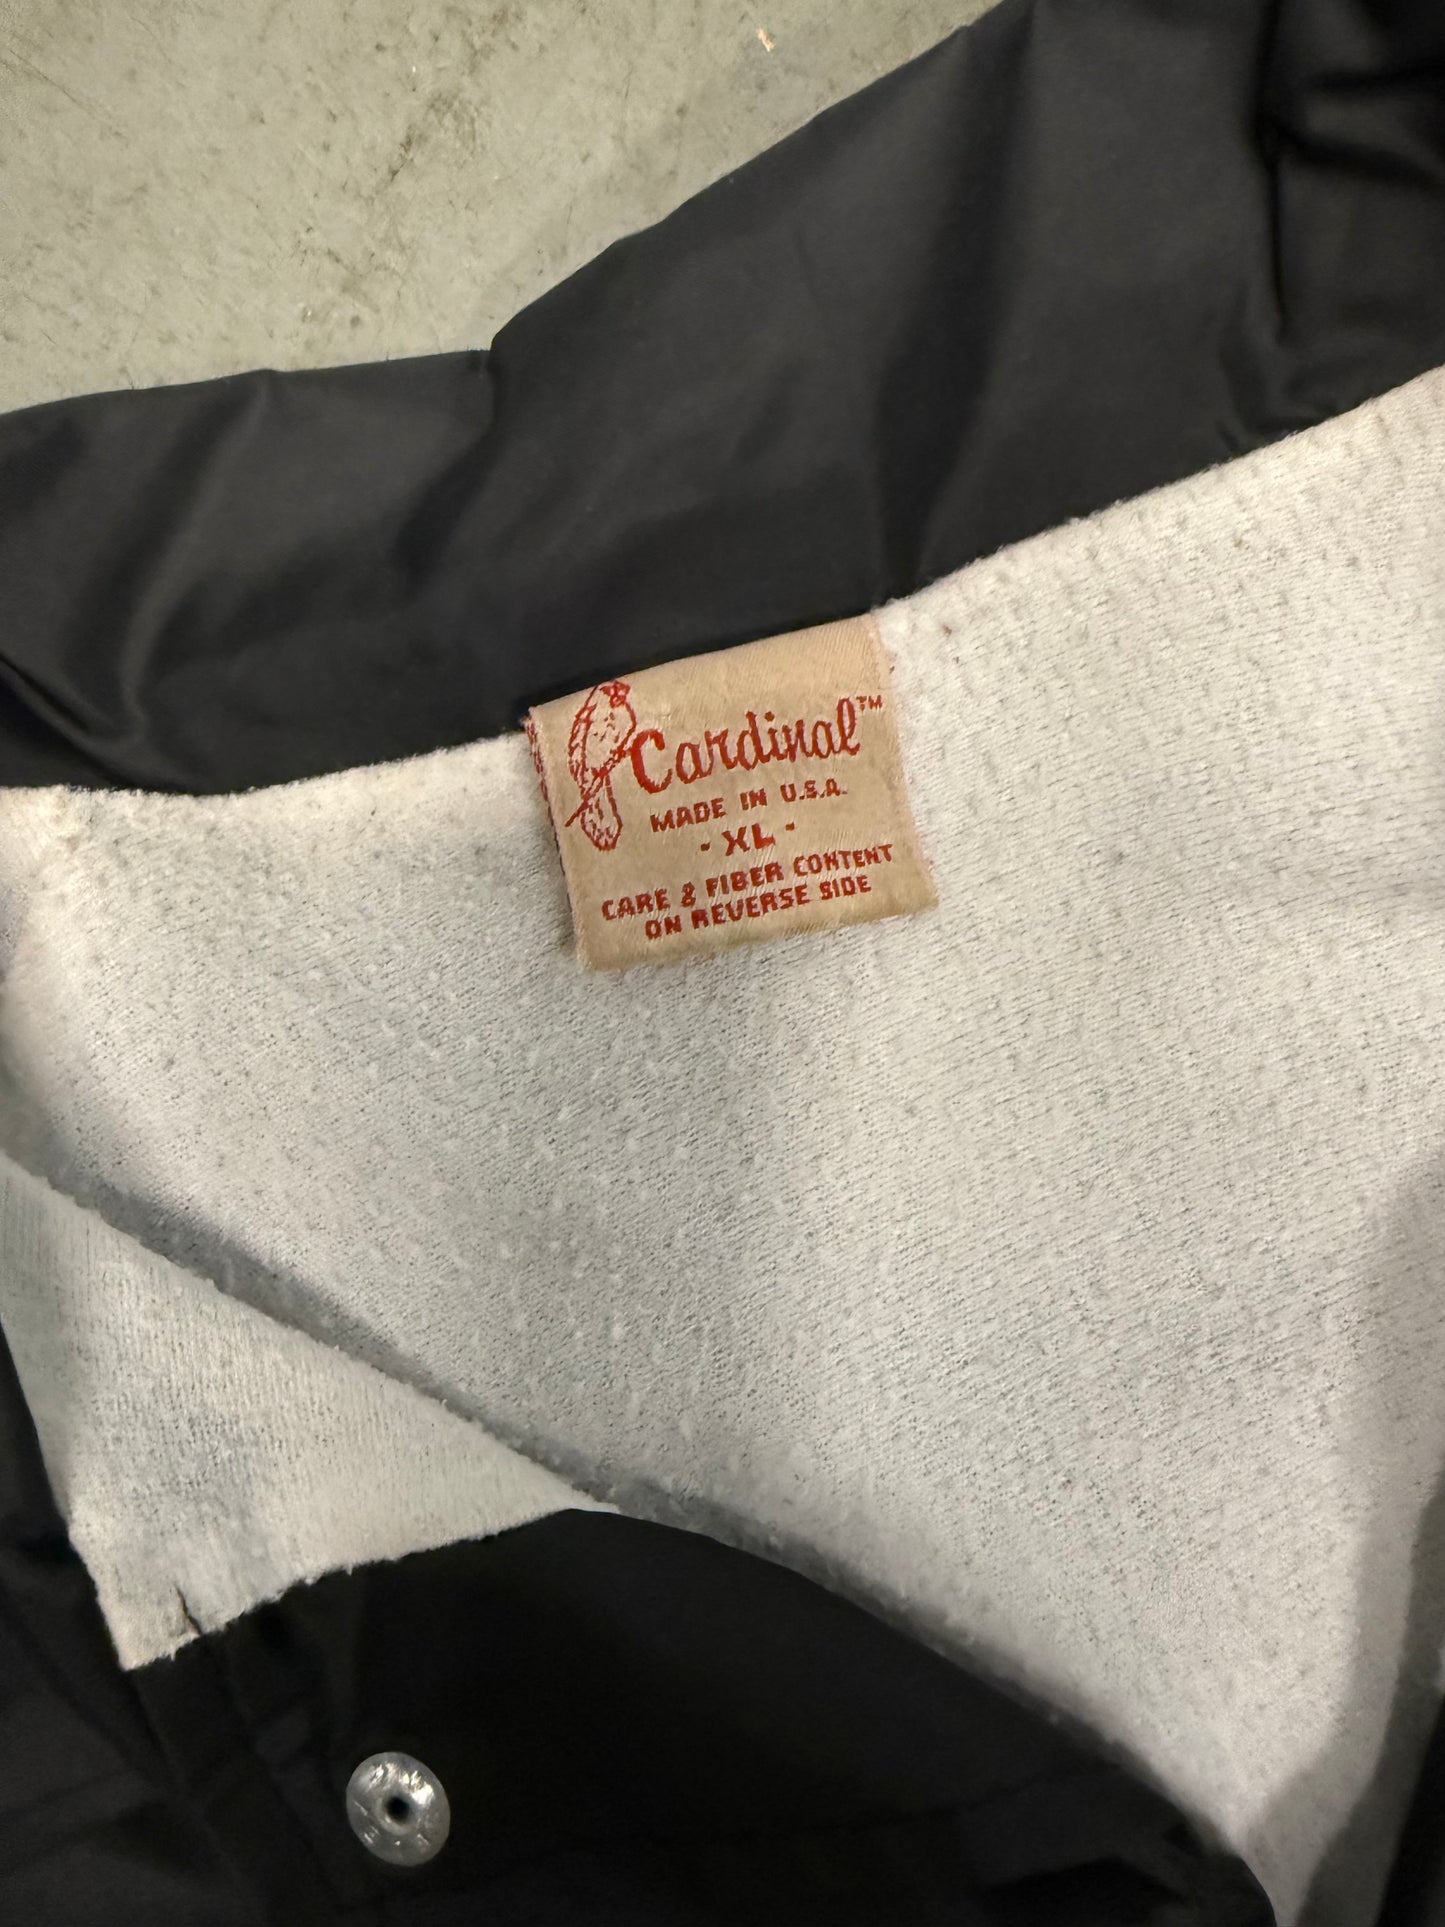 Cardinal™
MADE IN U.S.A.
- XL -
CARE & FIBER CONTENT
ON REVERSE SIDE